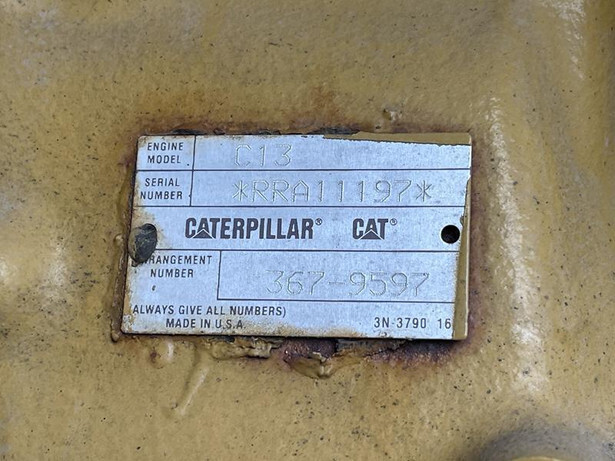 ENGINE MODEL C13
SERIAL NUMBER *RRA11197*
CATERPILLAR® CAT®
ARRANGEMENT NUMBER 367-9597
(ALWAYS GIVE ALL NUMBERS)
MADE IN U.S.A. 3N-3790 16